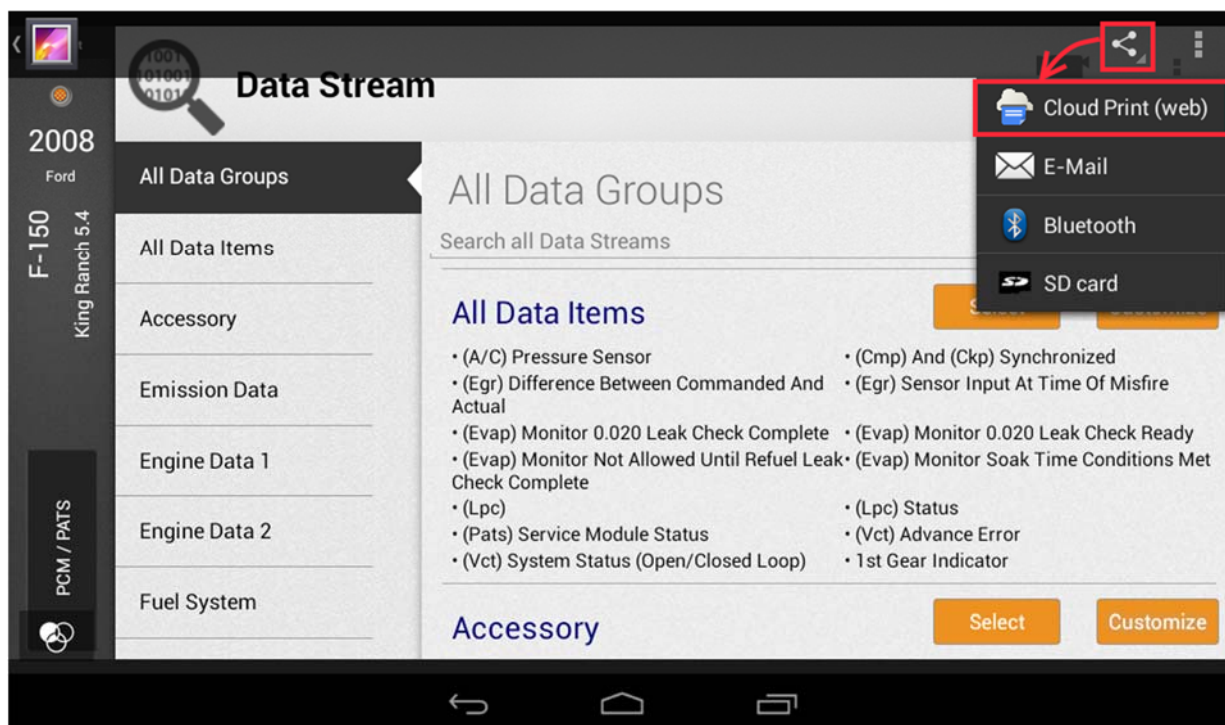 Data Stream
Cloud Print (web)
E-Mail
Bluetooth
SD card
2008
Ford
F-150
King Ranch 5.4
PCM / PATS
All Data Groups
All Data Items
Accessory
Emission Data
Engine Data 1
Engine Data 2
Fuel System
All Data Groups
Search all Data Streams
All Data Items
Select
Customize
• (A/C) Pressure Sensor
• (Cmp) And (Ckp) Synchronized
• (Egr) Difference Between Commanded And
Actual
• (Egr) Sensor Input At Time Of Misfire
• (Evap) Monitor 0.020 Leak Check Complete
• (Evap) Monitor 0.020 Leak Check Ready
• (Evap) Monitor Not Allowed Until Refuel Leak
Check Complete
• (Evap) Monitor Soak Time Conditions Met
• (Lpc)
• (Lpc) Status
• (Pats) Service Module Status
• (Vct) Advance Error
• (Vct) System Status (Open/Closed Loop)
• 1st Gear Indicator
Accessory
Select
Customize